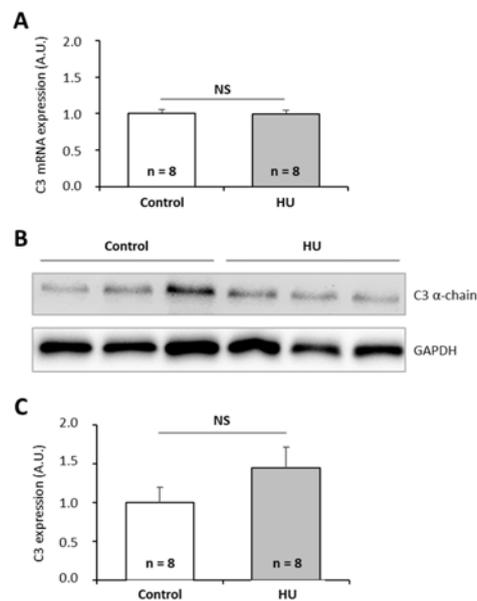 A
C3 mRNA expression (A.U.)
2.0
1.5
1.0
0.5
0.0
NS
n = 8
n = 8
Control
HU
B
Control
HU
C3 α-chain
GAPDH
C
C3 expression (A.U.)
2.0
1.5
1.0
0.5
0.0
NS
n = 8
n = 8
Control
HU